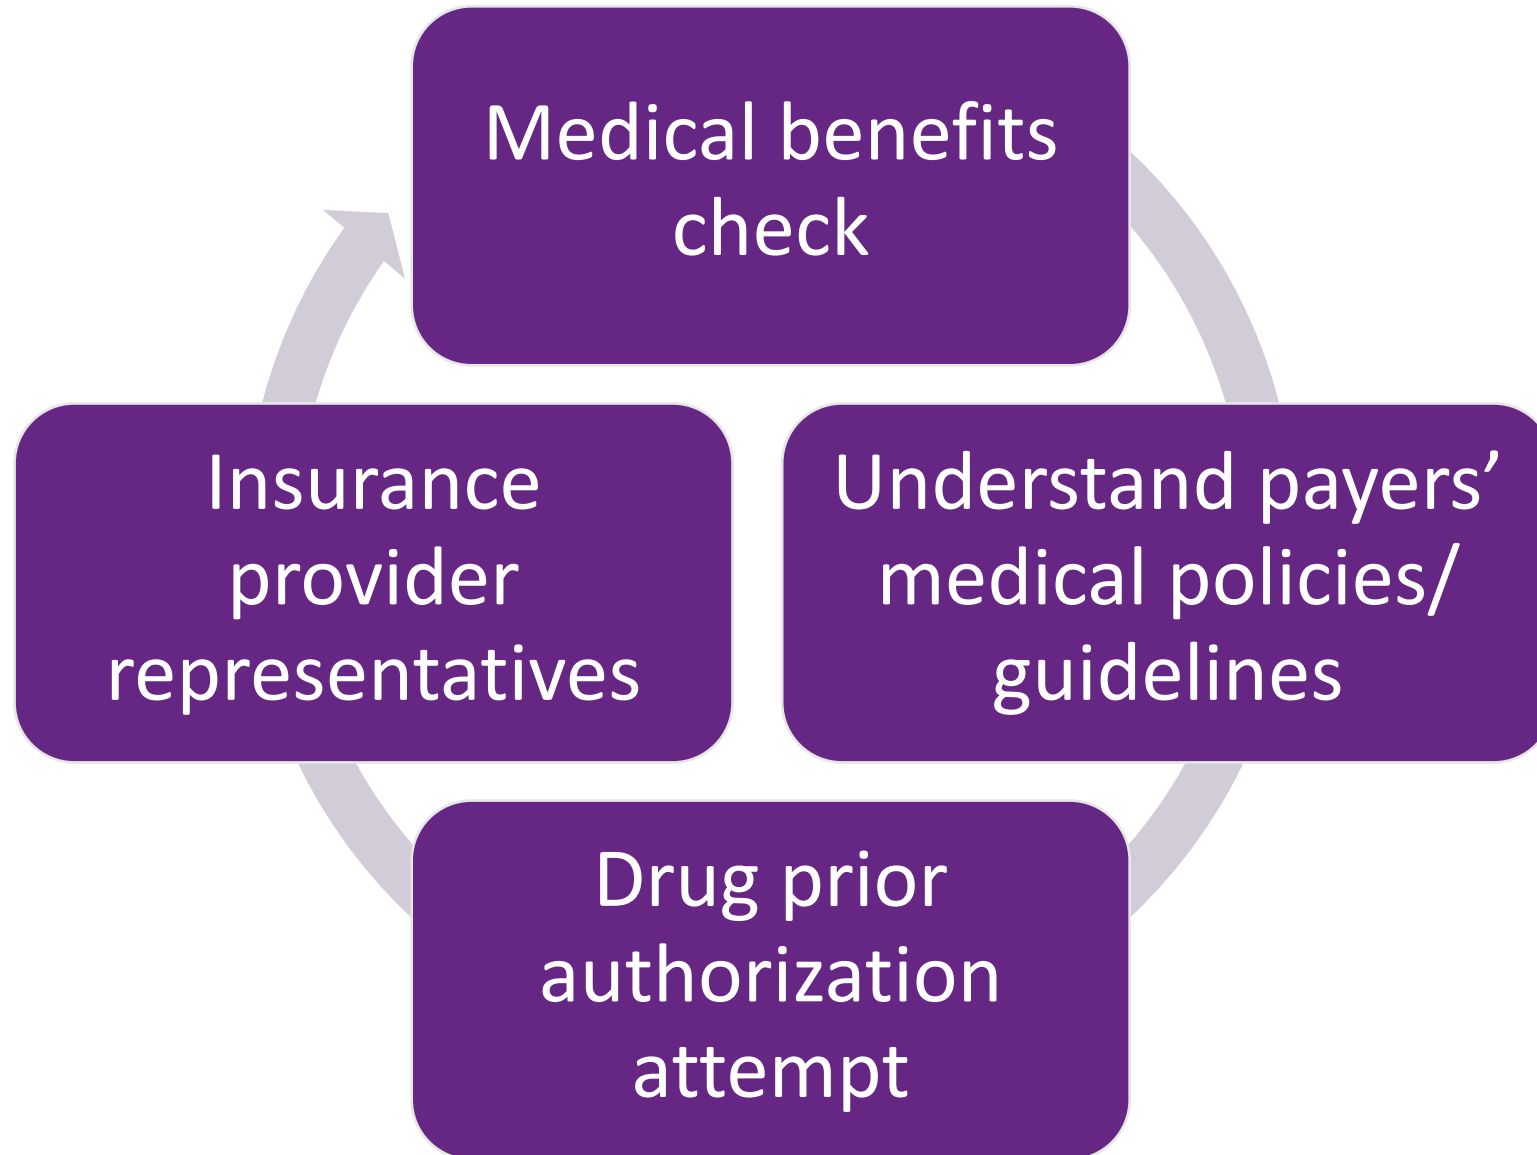 Medical benefits
check
Insurance
provider
representatives
Understand payers’
medical policies/
guidelines
Drug prior
authorization
attempt